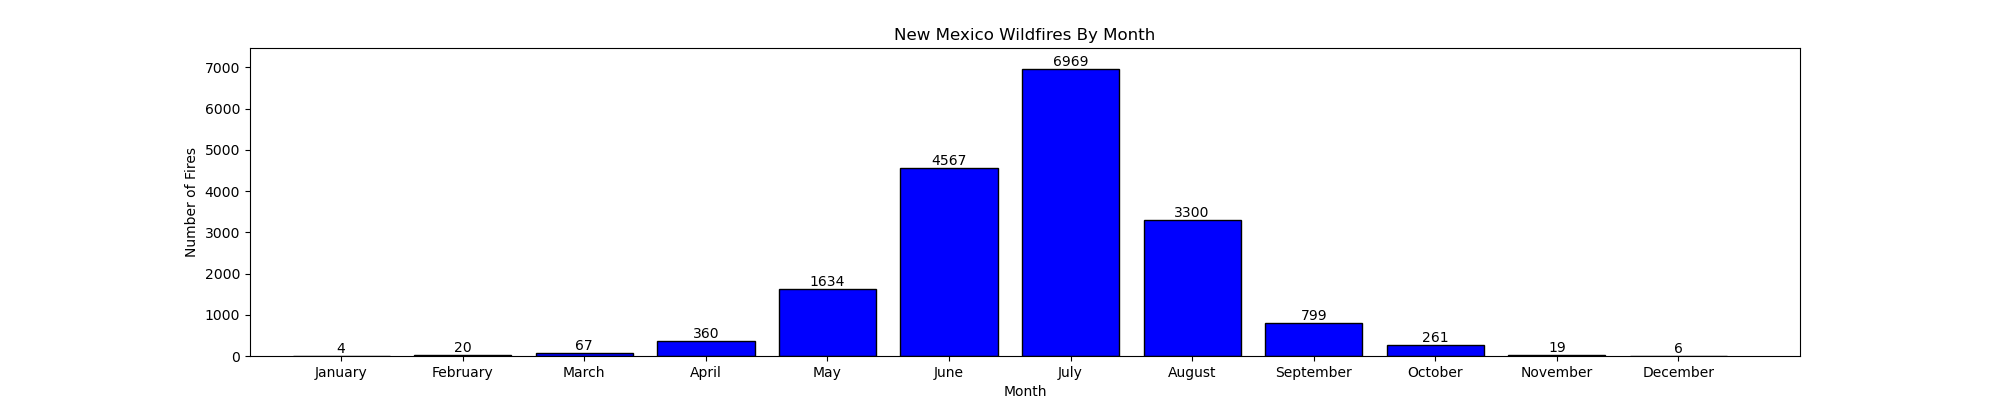 New Mexico Wildfires By Month
Number of Fires
7000
6000
5000
4000
3000
2000
1000
0
4
20
67
360
1634
4567
6969
3300
799
261
19
6
January
February
March
April
May
June
July
August
September
October
November
December
Month